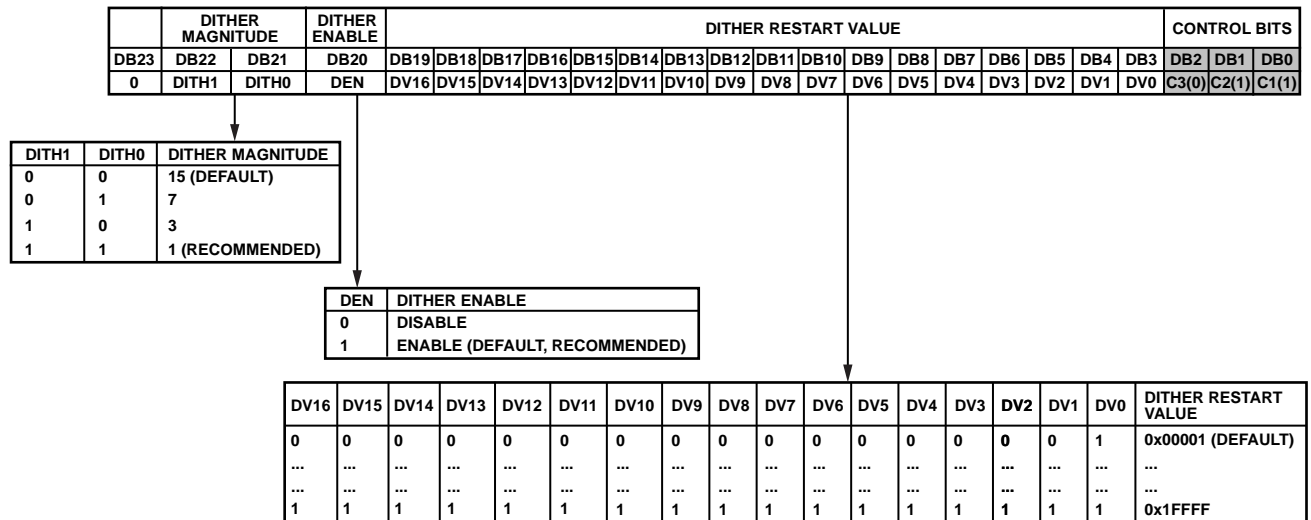 DITHER MAGNITUDE DITHER ENABLE DITHER RESTART VALUE CONTROL BITS
DB23 DB22 DB21 DB20 DB19 DB18 DB17 DB16 DB15 DB14 DB13 DB12 DB11 DB10 DB9 DB8 DB7 DB6 DB5 DB4 DB3 DB2 DB1 DB0
0 DITH1 DITH0 DEN DV16 DV15 DV14 DV13 DV12 DV11 DV10 DV9 DV8 DV7 DV6 DV5 DV4 DV3 DV2 DV1 DV0 C3(0) C2(1) C1(1)
DITH1 DITH0 DITHER MAGNITUDE
0 0 15 (DEFAULT)
0 1 7
1 0 3
1 1 1 (RECOMMENDED)
DEN DITHER ENABLE
0 DISABLE
1 ENABLE (DEFAULT, RECOMMENDED)
DV16 DV15 DV14 DV13 DV12 DV11 DV10 DV9 DV8 DV7 DV6 DV5 DV4 DV3 DV2 DV1 DV0 DITHER RESTART VALUE
0 0 0 0 0 0 0 0 0 0 0 0 0 0 0 0 1 0x00001 (DEFAULT)
... ... ... ... ... ... ... ... ... ... ... ... ... ... ... ... ... ...
... ... ... ... ... ... ... ... ... ... ... ... ... ... ... ... ... ...
1 1 1 1 1 1 1 1 1 1 1 1 1 1 1 1 1 0x1FFFF